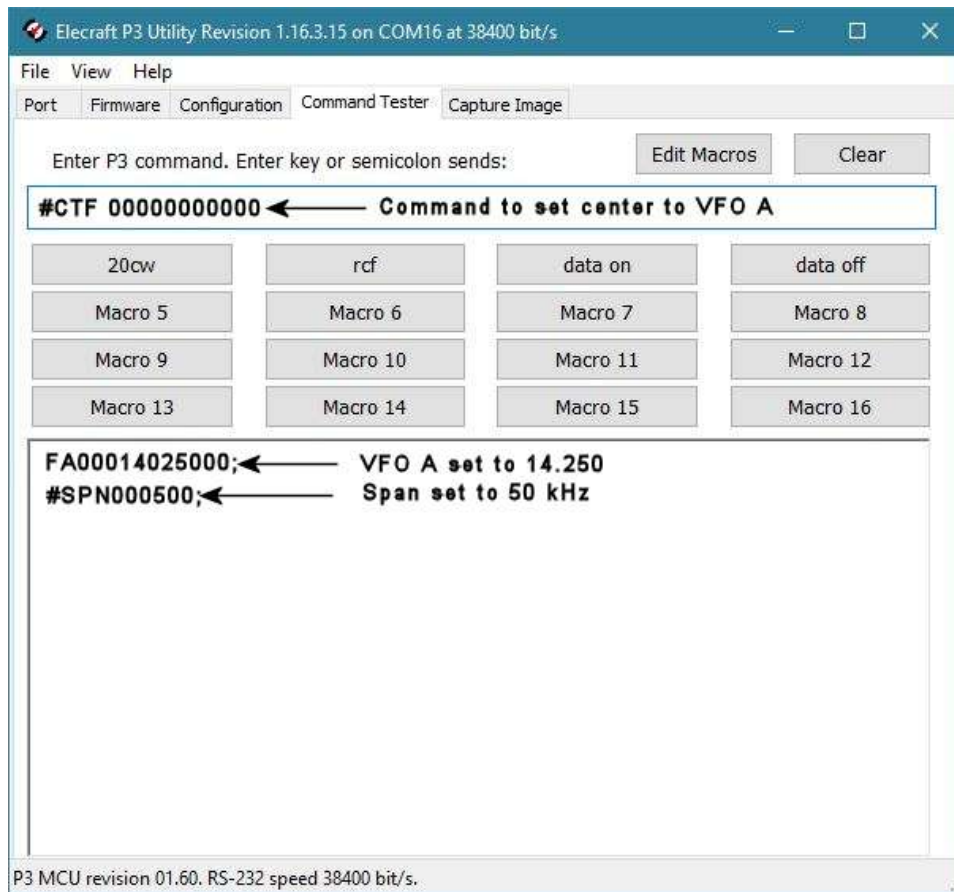 Elecraft P3 Utility Revision 1.16.3.15 on COM16 at 38400 bit/s
File View Help
Port Firmware Configuration Command Tester Capture Image
Enter P3 command. Enter key or semicolon sends: Edit Macros Clear
#CTF 00000000000 Command to set center to VFO A
20cw rcf data on data off
Macro 5 Macro 6 Macro 7 Macro 8
Macro 9 Macro 10 Macro 11 Macro 12
Macro 13 Macro 14 Macro 15 Macro 16
FA00014025000; VFO A set to 14.250
#SPN000500; Span set to 50 kHz
P3 MCU revision 01.60. RS-232 speed 38400 bit/s.